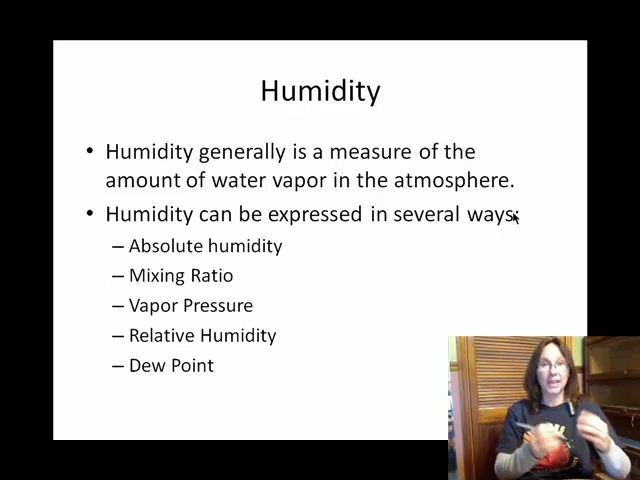 Humidity
• Humidity generally is a measure of the
amount of water vapor in the atmosphere.
• Humidity can be expressed in several ways:
– Absolute humidity
– Mixing Ratio
– Vapor Pressure
– Relative Humidity
– Dew Point